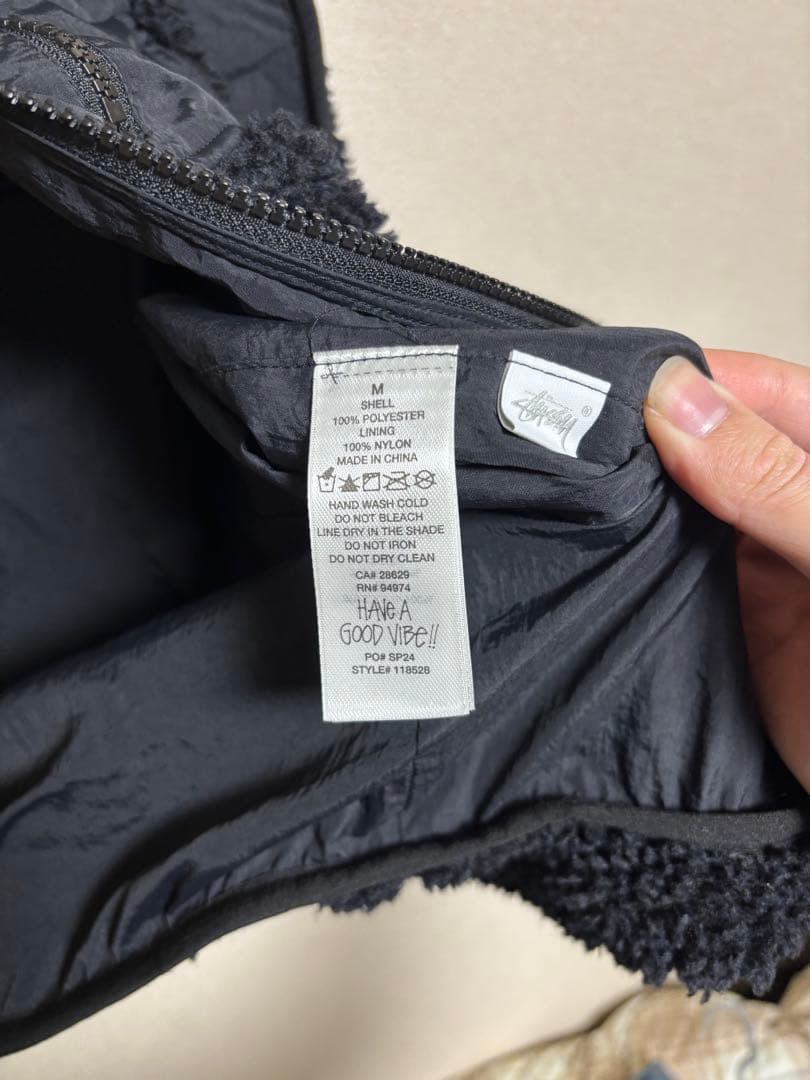 M
SHELL
100% POLYESTER
LINING
100% NYLON
MADE IN CHINA
HAND WASH COLD
DO NOT BLEACH
LINE DRY IN THE SHADE
DO NOT IRON
DO NOT DRY CLEAN
CA# 28629
RN# 94974
HAVE A
GOOD VIBE!!
PO# SP24
STYLE# 118528
Stüssy ®